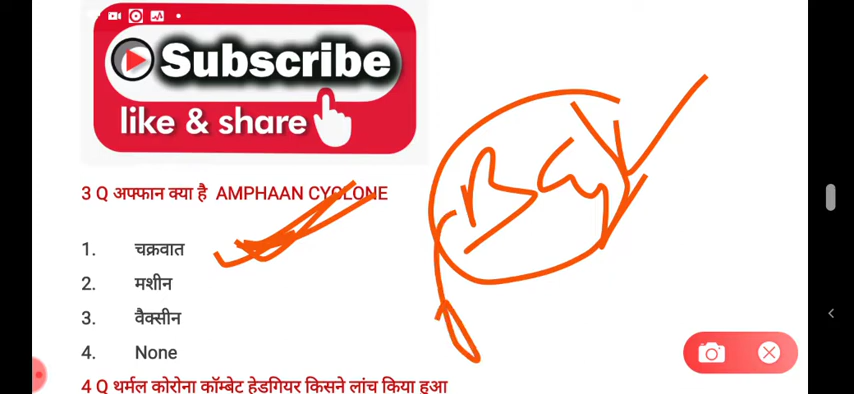 Subscribe
like & share
3 Q अफ्फान क्या है AMPHAAN CYCLONE
1. चक्रवात
2. मशीन
3. वैक्सीन
4. None
4 Q थर्मल कोरोना कॉम्बेट हेडगियर किसने लांच किया हुआ